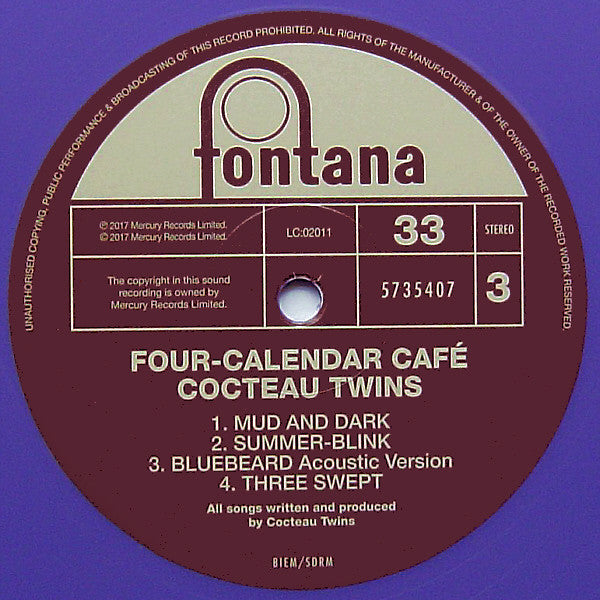 UNAUTHORISED COPYING, PUBLIC PERFORMANCE & BROADCASTING OF THIS RECORD PROHIBITED. ALL RIGHTS OF THE MANUFACTURER & OF THE OWNER OF THE RECORDED WORK RESERVED.
fontana
℗ 2017 Mercury Records Limited.
© 2017 Mercury Records Limited.
LC:02011
33
STEREO
The copyright in this sound
recording is owned by
Mercury Records Limited.
5735407
3
FOUR-CALENDAR CAFÉ
COCTEAU TWINS
1. MUD AND DARK
2. SUMMER-BLINK
3. BLUEBEARD Acoustic Version
4. THREE SWEPT
All songs written and produced
by Cocteau Twins
BIEM/SDRM